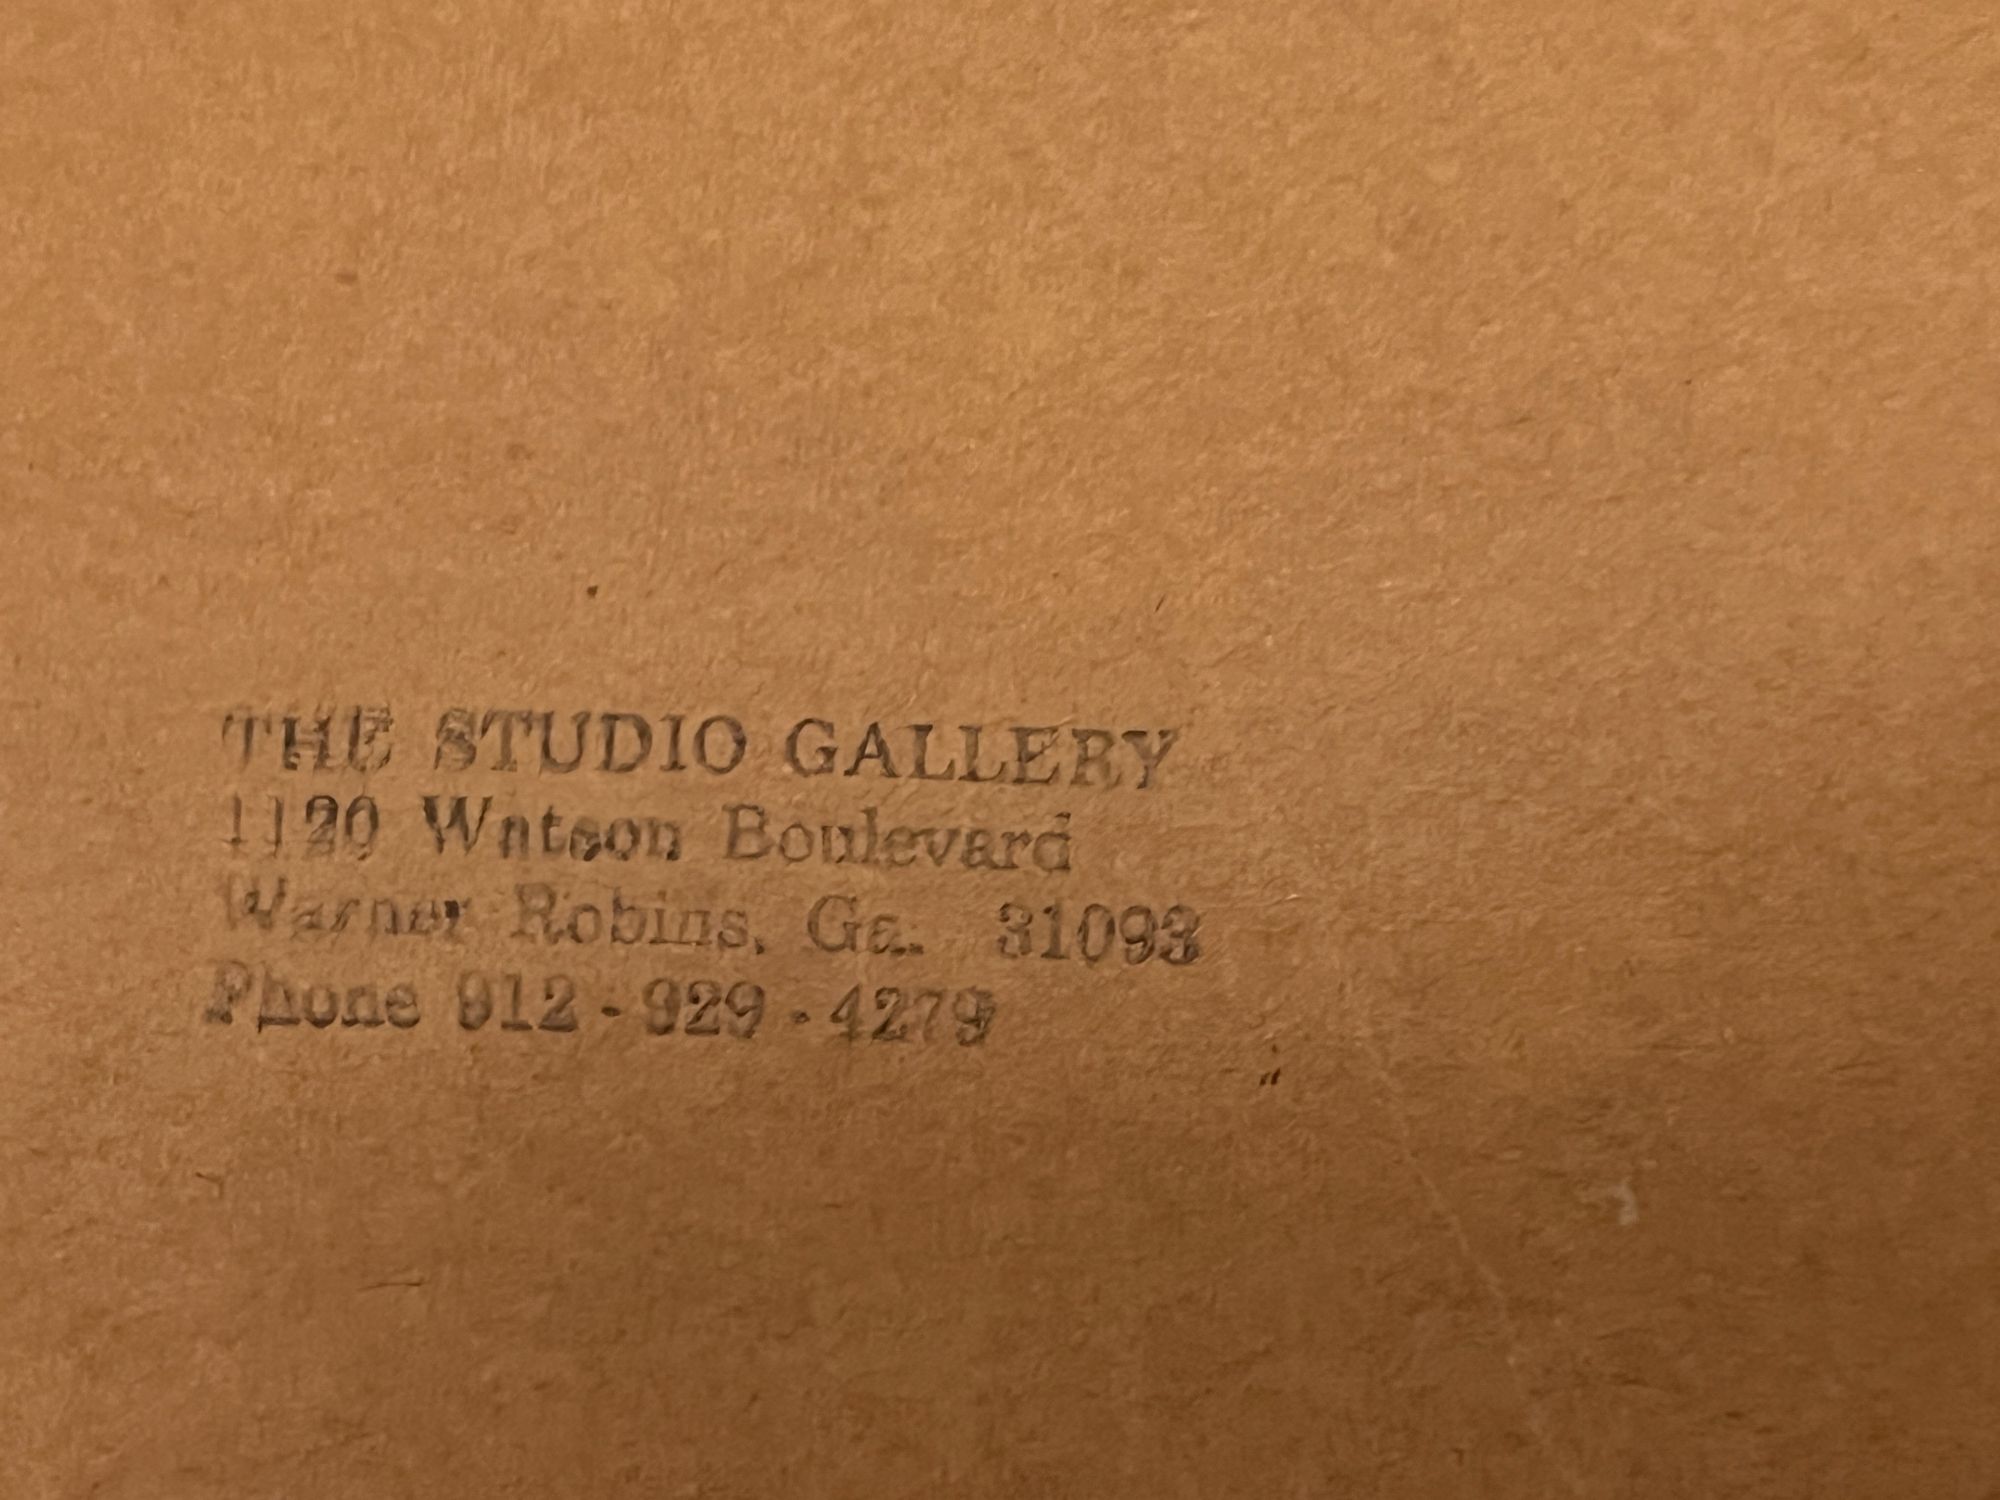 THE STUDIO GALLERY
1120 Watson Boulevard
Warner Robins, Ga. 31093
Phone 912-929-4279